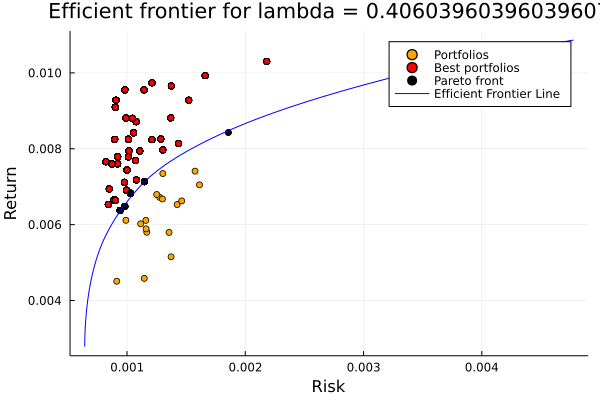 Efficient frontier for lambda = 0.4060396039603960
0.010
0.008
0.006
0.004
Return
Portfolios
Best portfolios
Pareto front
Efficient Frontier Line
0.001
0.002
0.003
0.004
Risk